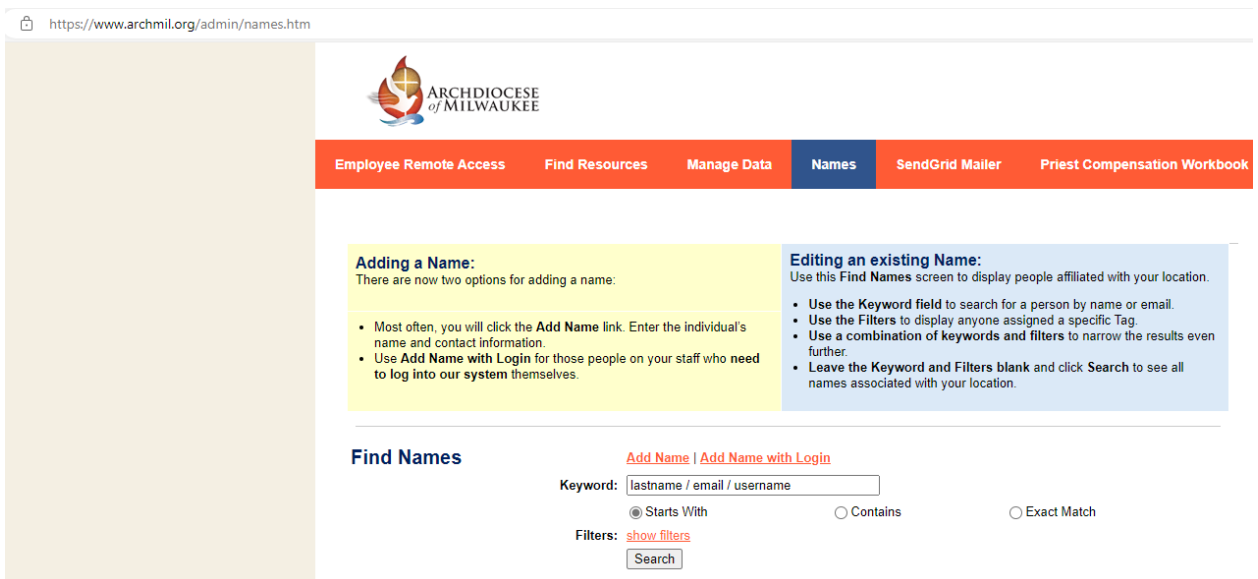 https://www.archmil.org/admin/names.htm
ARCHDIOCESE
of MILWAUKEE
Employee Remote Access Find Resources Manage Data Names SendGrid Mailer Priest Compensation Workbook
Adding a Name:
There are now two options for adding a name:
• Most often, you will click the Add Name link. Enter the individual's
name and contact information.
• Use Add Name with Login for those people on your staff who need
to log into our system themselves.
Editing an existing Name:
Use this Find Names screen to display people affiliated with your location.
• Use the Keyword field to search for a person by name or email.
• Use the Filters to display anyone assigned a specific Tag.
• Use a combination of keywords and filters to narrow the results even
further.
• Leave the Keyword and Filters blank and click Search to see all
names associated with your location.
Find Names
Add Name | Add Name with Login
Keyword: lastname / email / username
Starts With Contains Exact Match
Filters: show filters
Search